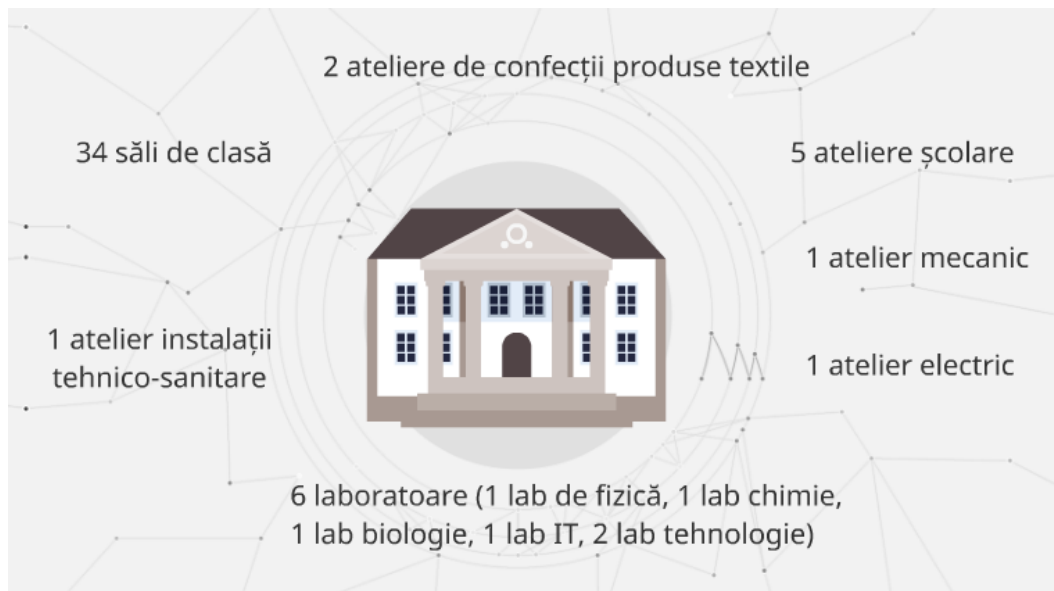 2 ateliere de confecții produse textile
34 săli de clasă
5 ateliere școlare
1 atelier mecanic
1 atelier instalații
tehnico-sanitare
1 atelier electric
6 laboratoare (1 lab de fizică, 1 lab chimie,
1 lab biologie, 1 lab IT, 2 lab tehnologie)